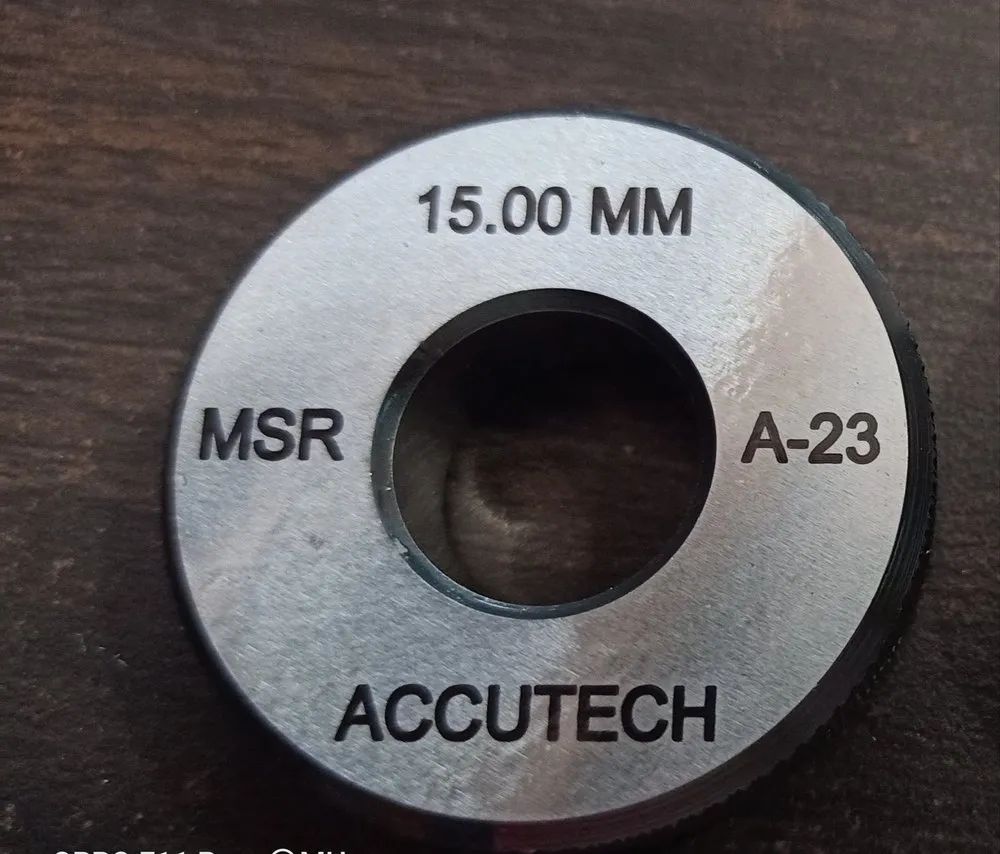 15.00 MM
MSR
A-23
ACCUTECH